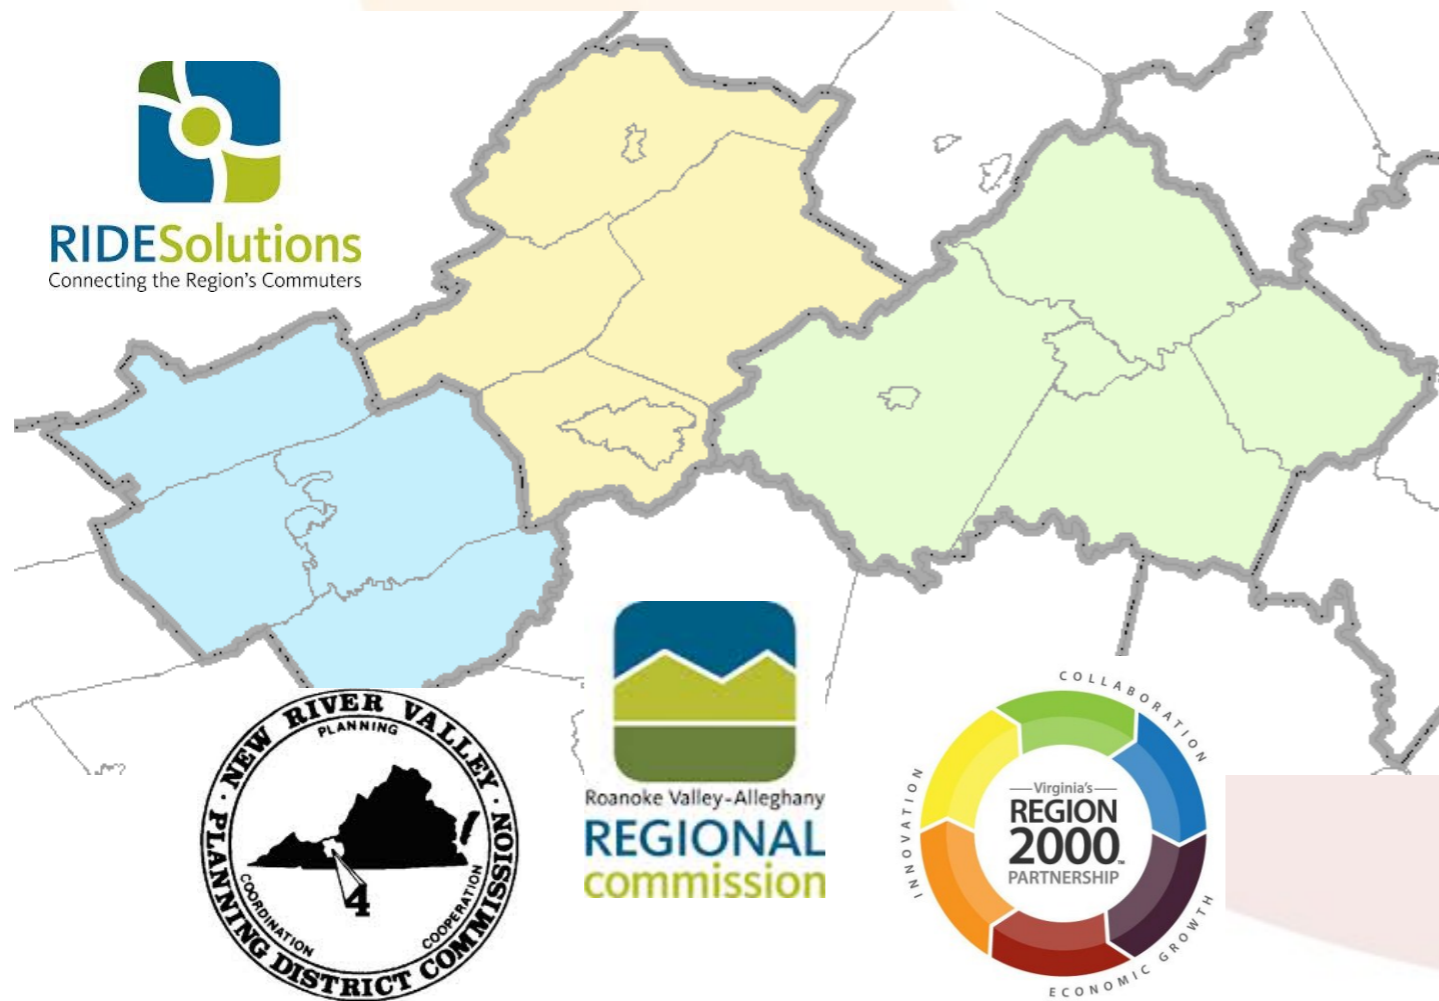 RIDESolutions
Connecting the Region's Commuters
NEW RIVER VALLEY
PLANNING DISTRICT COMMISSION
PLANNING
COORDINATION
COOPERATION
4
Roanoke Valley-Alleghany
REGIONAL
commission
COLLABORATION
INNOVATION
ECONOMIC GROWTH
Virginia's
REGION
2000™
PARTNERSHIP